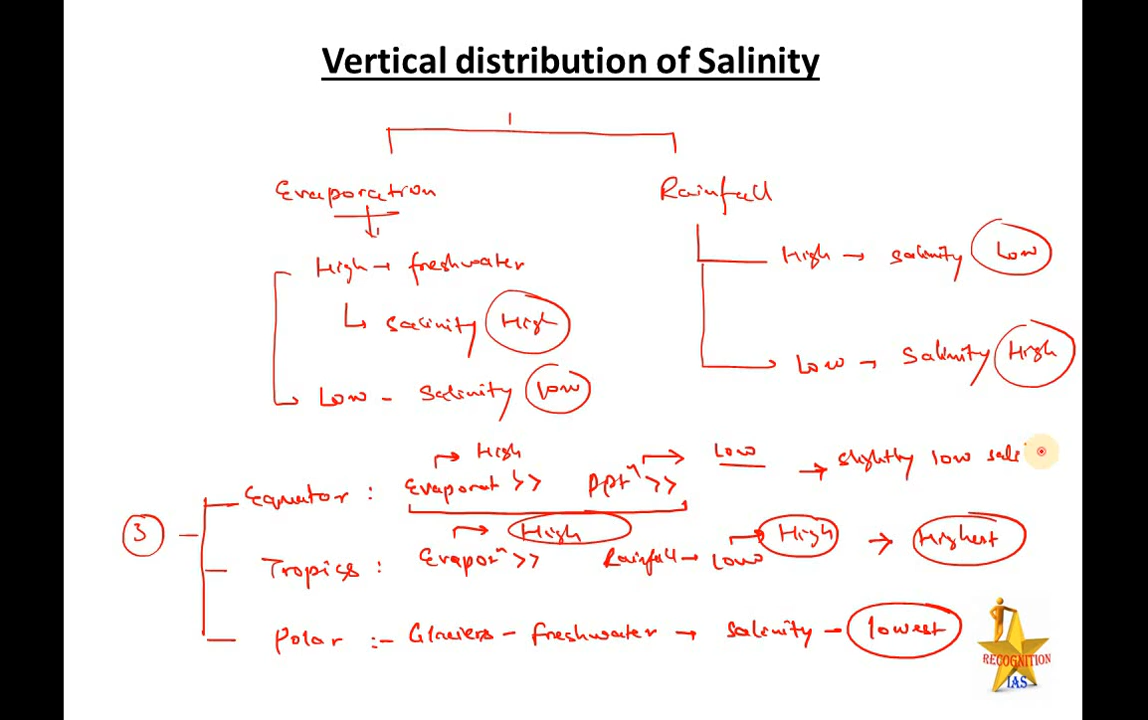 Vertical distribution of Salinity
Evaporation
Rainfall
High → freshwater
↳ salinity High
Low - salinity low
High → salinity Low
Low → salinity High
③
→ High → Low
Equator : Evaporat >> pptⁿ >> → slightly low sali
→ High → High → Highest
Tropics : Evaporⁿ >> Rainfall → low
Polar :- Glaciers - freshwater → salinity - lowest
RECOGNITION
IAS